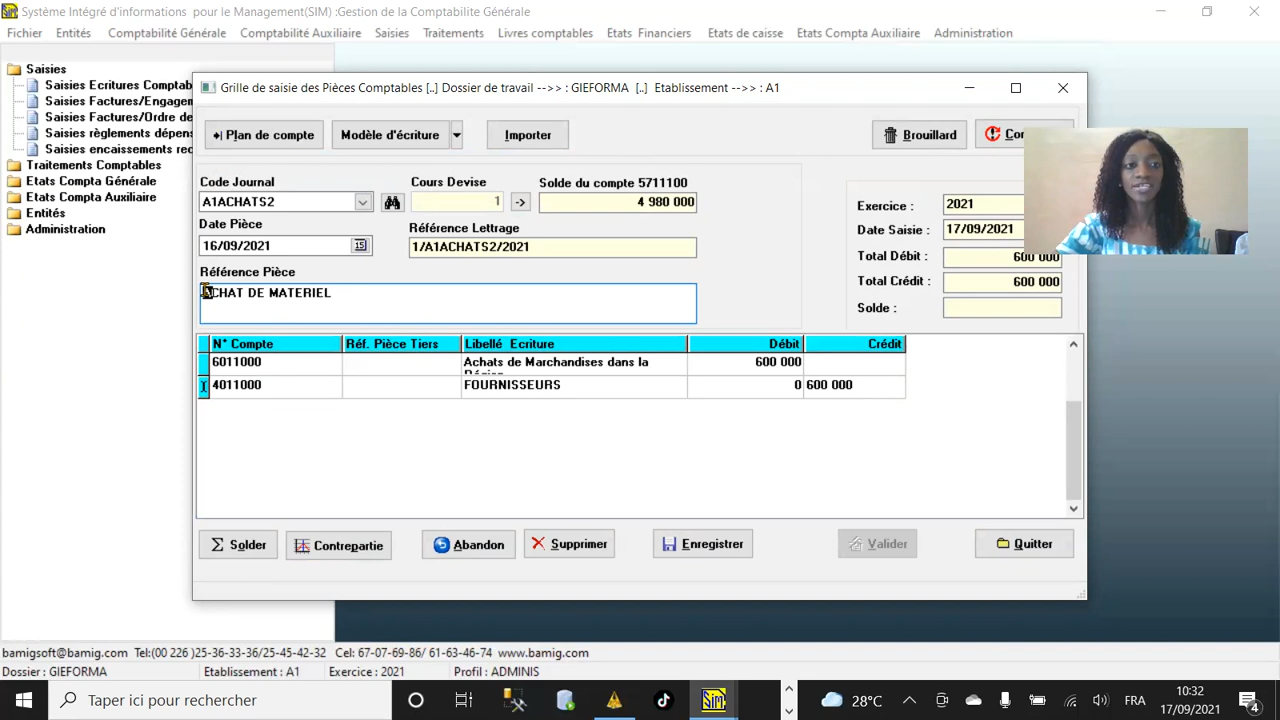 Système Intégré d'informations pour le Management(SIM) :Gestion de la Comptabilite Générale
Fichier Entités Comptabilité Générale Comptabilité Auxiliaire Saisies Traitements Livres comptables Etats Financiers Etats de caisse Etats Compta Auxiliaire Administration
Saisies
Saisies Ecritures Comptab
Saisies Factures/Engagem
Saisies Factures/Ordre de
Saisies règlements dépens
Saisies encaissements rec
Traitements Comptables
Etats Compta Générale
Etats Compta Auxiliaire
Entités
Administration
Grille de saisie des Pièces Comptables [..] Dossier de travail -->> : GIEFORMA [..] Etablissement -->> : A1
Plan de compte Modèle d'écriture Importer Brouillard Con
Code Journal Cours Devise Solde du compte 5711100
A1ACHATS2 1 -> 4 980 000
Date Pièce Référence Lettrage
16/09/2021 15 1/A1ACHATS2/2021
Référence Pièce
ACHAT DE MATERIEL
Exercice : 2021
Date Saisie : 17/09/2021
Total Débit : 600 000
Total Crédit : 600 000
Solde :
N° Compte Réf. Pièce Tiers Libellé Ecriture Débit Crédit
6011000 Achats de Marchandises dans la 600 000
4011000 FOURNISSEURS 0 600 000
Σ Solder Contrepartie Abandon Supprimer Enregistrer Valider Quitter
bamigsoft@bamig.com Tel:(00 226 )25-36-33-36/25-45-42-32 Cel: 67-07-69-86/ 61-63-46-74 www.bamig.com
Dossier : GIEFORMA Etablissement : A1 Exercice : 2021 Profil : ADMINIS
Taper ici pour rechercher SIM 28°C FRA 10:32
17/09/2021 4